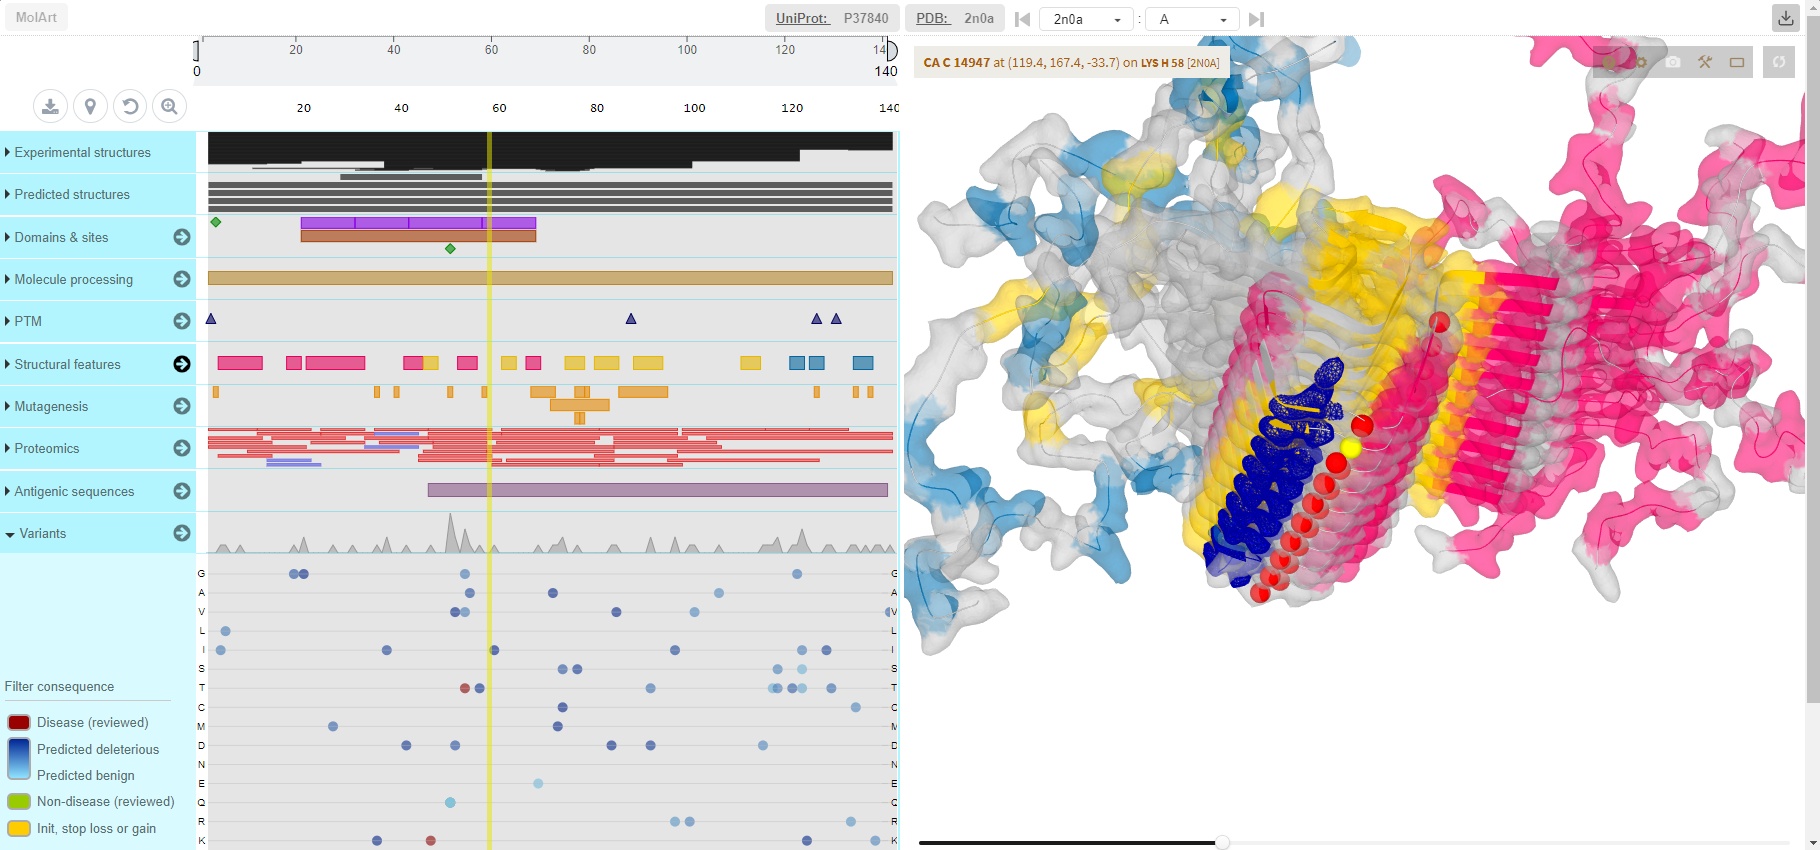 MolArt
UniProt: P37840
PDB: 2n0a
2n0a : A
20 40 60 80 100 120 14
0 140
20 40 60 80 100 120 140
CA C 14947 at (119.4, 167.4, -33.7) on LYS H 58 [2N0A]
Experimental structures
Predicted structures
Domains & sites
Molecule processing
PTM
Structural features
Mutagenesis
Proteomics
Antigenic sequences
Variants
G G
A A
V V
L L
I I
S S
T T
C C
M M
D D
N N
E E
Q Q
R R
K K
Filter consequence
Disease (reviewed)
Predicted deleterious
Predicted benign
Non-disease (reviewed)
Init, stop loss or gain